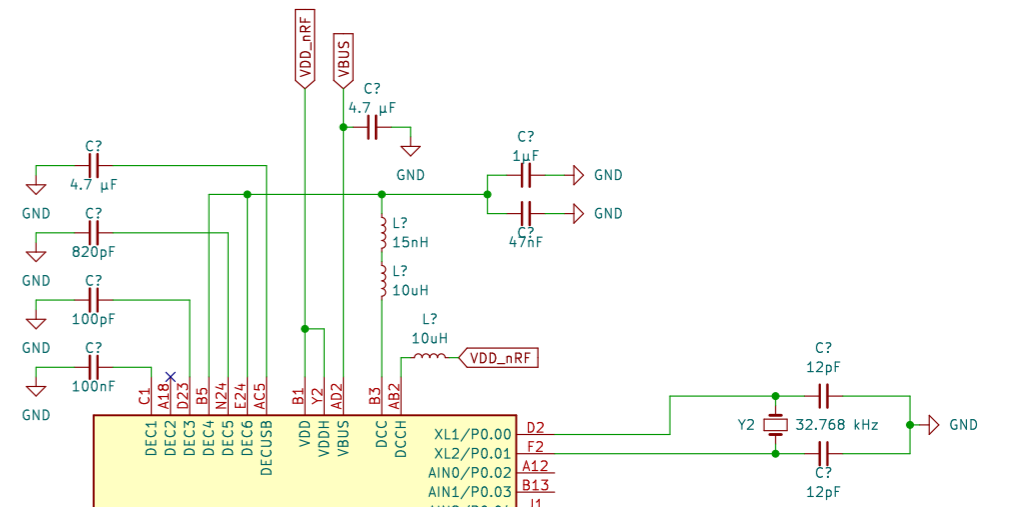 VDD_nRF
VBUS
C?
4.7 µF
GND
C?
1µF
GND
GND
C?
47nF
C?
4.7 µF
GND
C?
820pF
GND
C?
100pF
GND
C?
100nF
GND
L?
15nH
L?
10uH
L?
10uH
VDD_nRF
C1
A18
D23
B5
N24
E24
AC5
B1
Y2
AD2
B3
AB2
DEC1
DEC2
DEC3
DEC4
DEC5
DEC6
DECUSB
VDD
VDDH
VBUS
DCC
DCCH
XL1/P0.00 D2
XL2/P0.01 F2
AIN0/P0.02 A12
AIN1/P0.03 B13
J1
C?
12pF
Y2 32.768 kHz
GND
C?
12pF